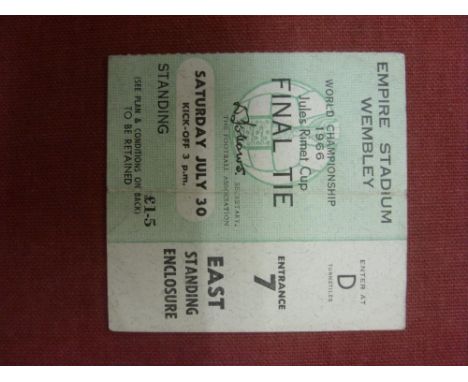 EMPIRE STADIUM
WEMBLEY
WORLD CHAMPIONSHIP
1966
Jules Rimet Cup
FINAL TIE
SECRETARY.
THE FOOTBALL ASSOCIATION
SATURDAY JULY 30
KICK-OFF 3 p.m.
STANDING
£1-5
(SEE PLAN & CONDITIONS ON BACK)
TO BE RETAINED
ENTER AT
D
TURNSTILES
ENTRANCE
7
EAST
STANDING
ENCLOSURE